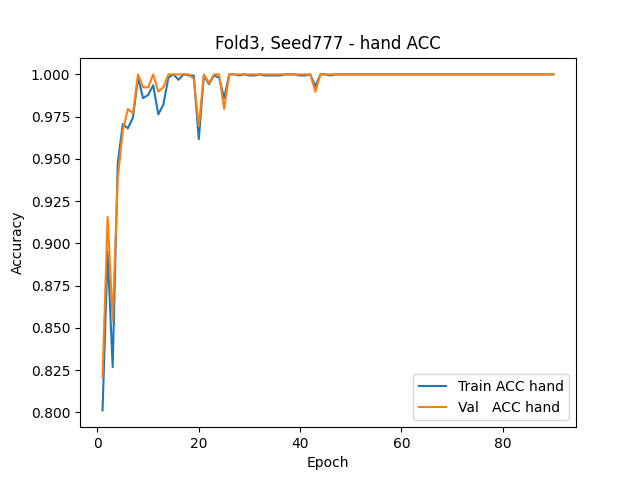 Fold3, Seed777 - hand ACC
1.000
0.975
0.950
0.925
0.900
0.875
0.850
0.825
0.800
Accuracy
Train ACC hand
Val   ACC hand
0 20 40 60 80
Epoch